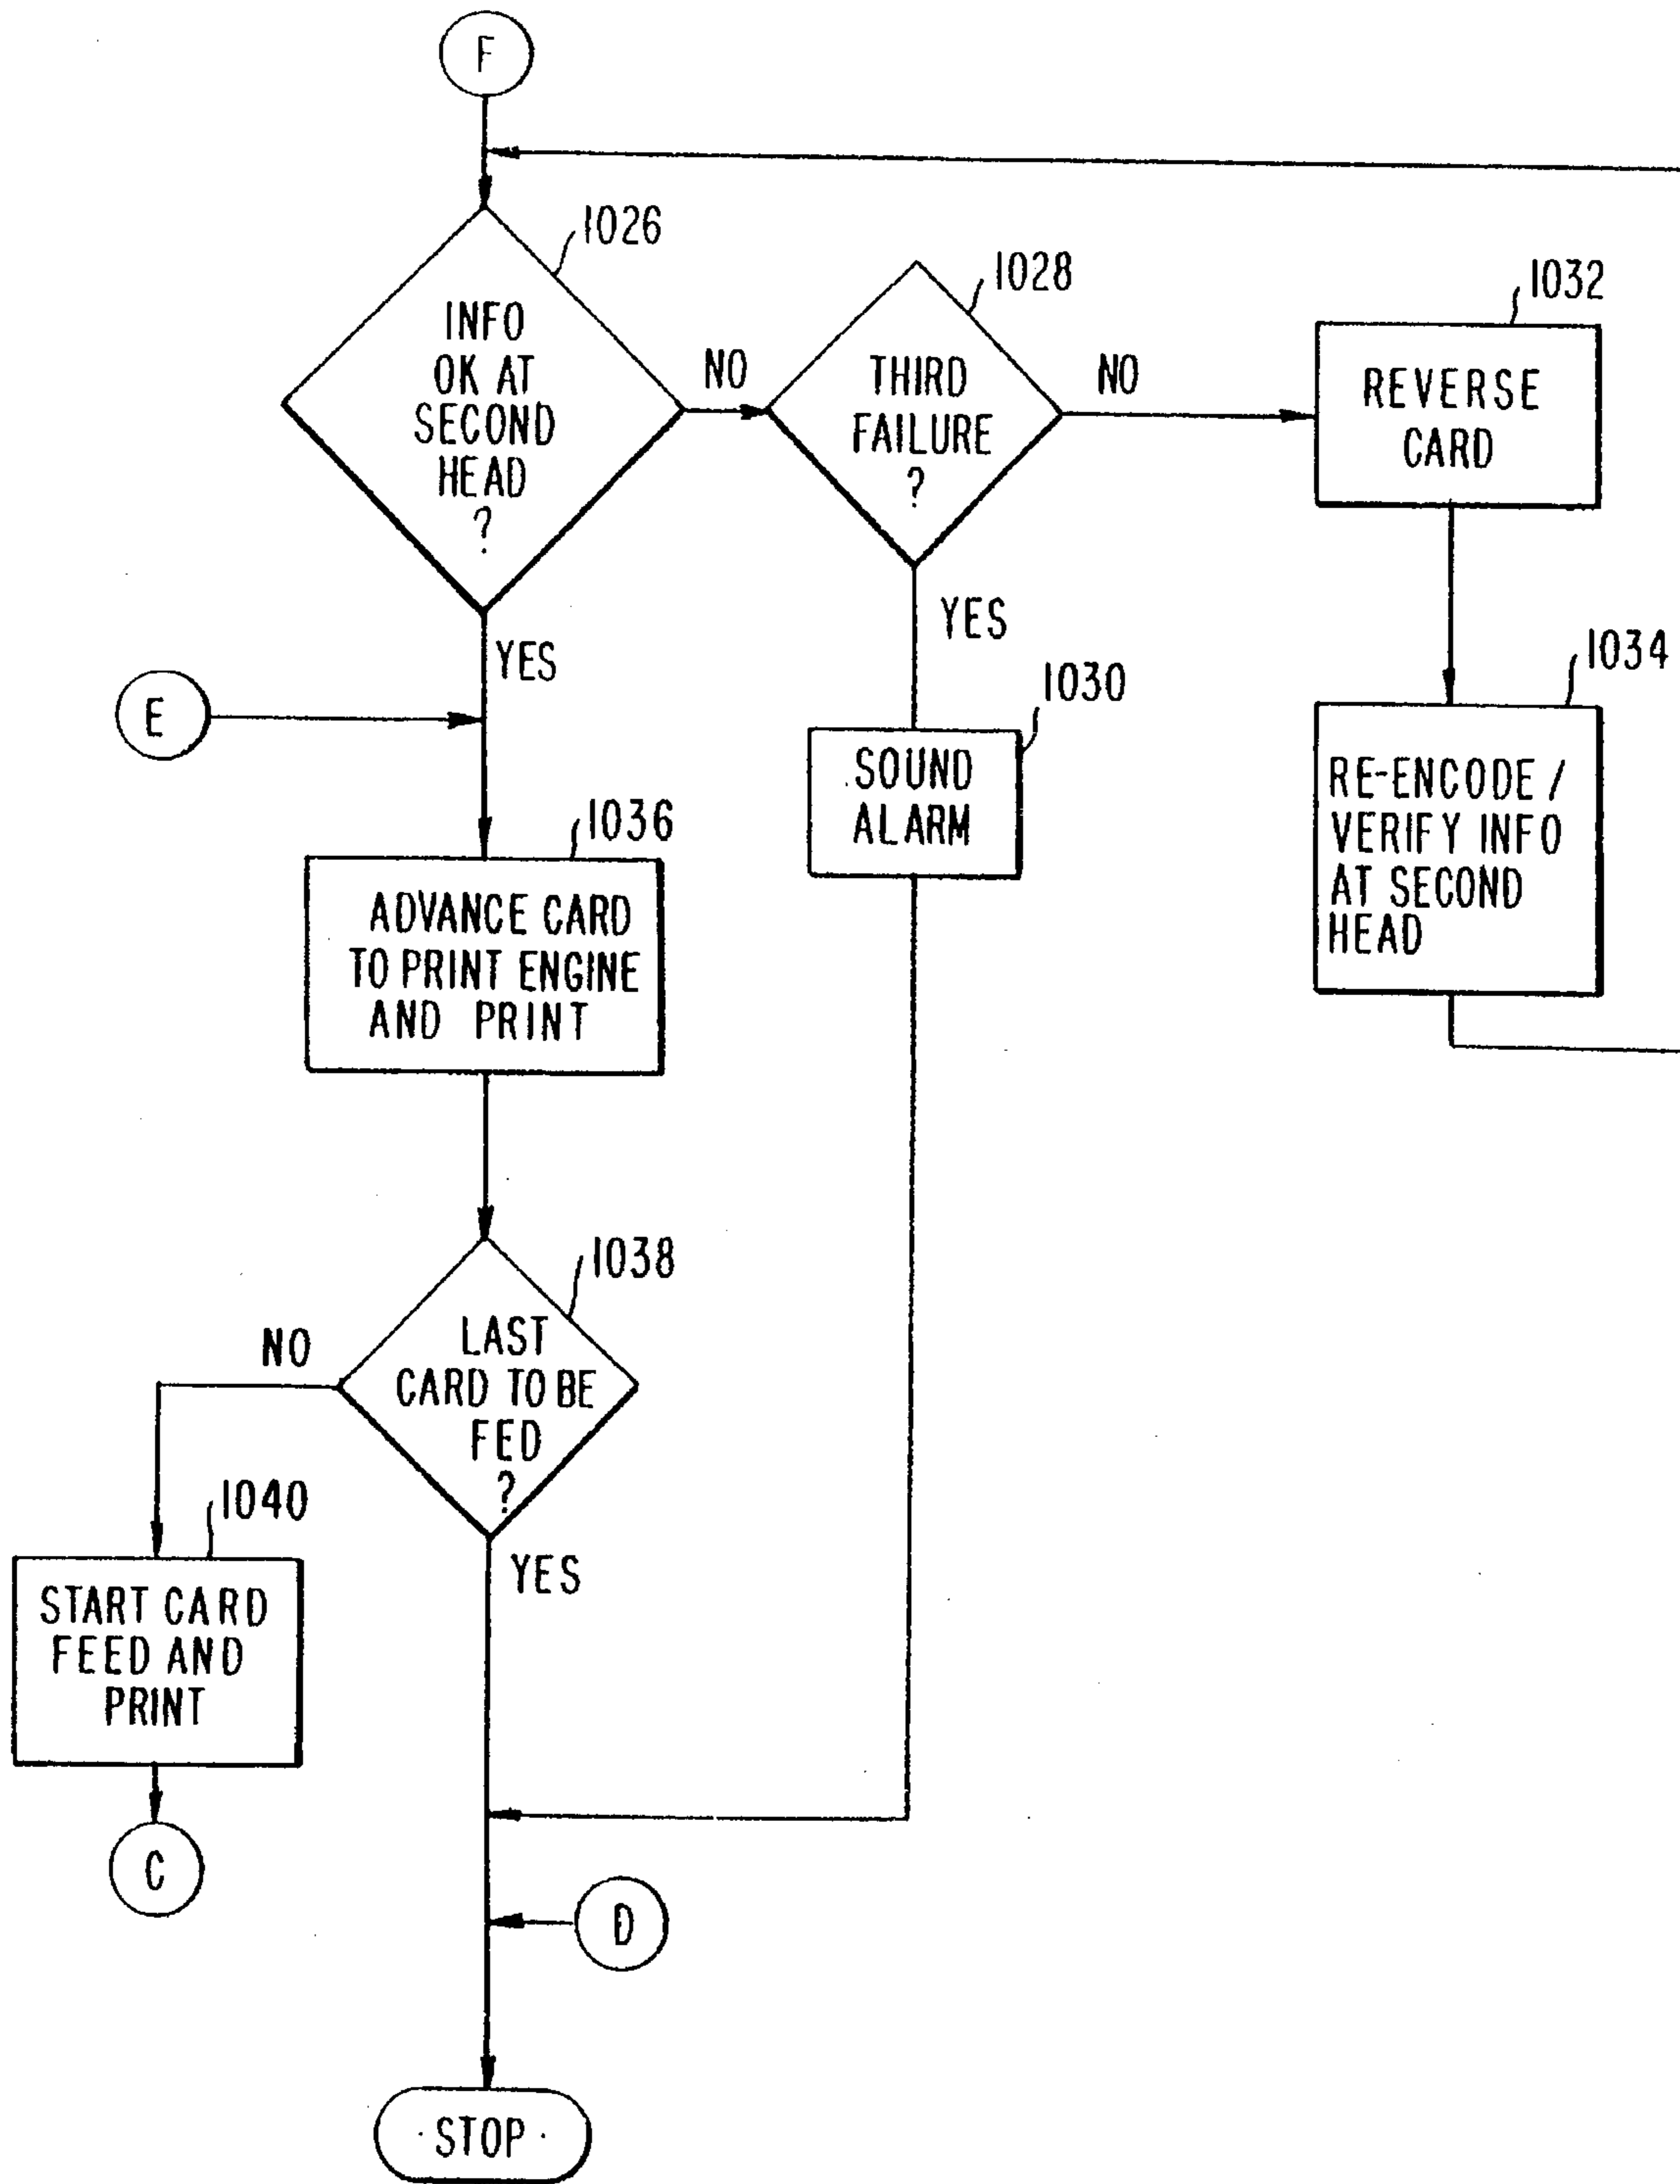 F
1026
INFO
OK AT
SECOND
HEAD
?
NO
YES
1028
THIRD
FAILURE
?
NO
YES
1032
REVERSE
CARD
1034
RE-ENCODE /
VERIFY INFO
AT SECOND
HEAD
1030
SOUND
ALARM
E
1036
ADVANCE CARD
TO PRINT ENGINE
AND PRINT
1038
LAST
CARD TO BE
FED
?
NO
YES
1040
START CARD
FEED AND
PRINT
C
D
STOP